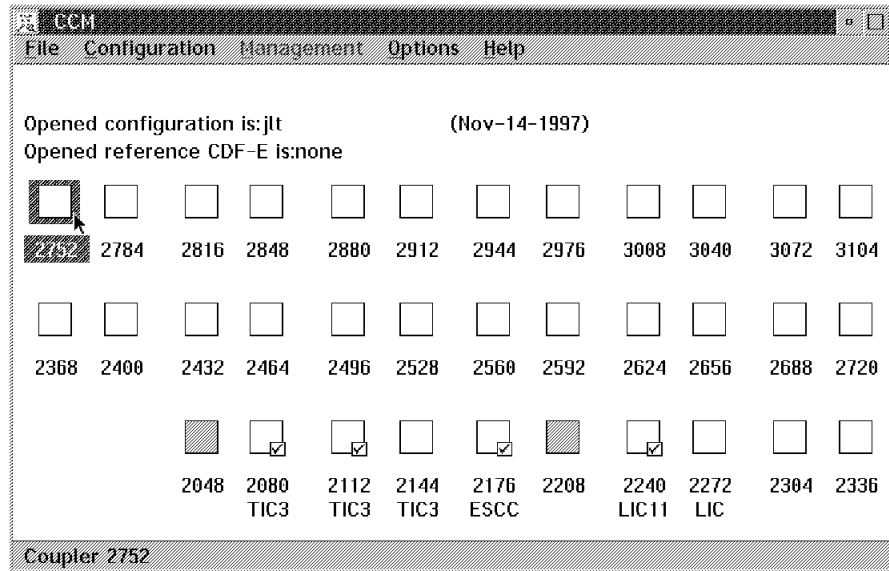 CCM
File Configuration Management Options Help
Opened configuration is:jlt (Nov-14-1997)
Opened reference CDF-E is:none
2752 2784 2816 2848 2880 2912 2944 2976 3008 3040 3072 3104
2368 2400 2432 2464 2496 2528 2560 2592 2624 2656 2688 2720
2048 2080 2112 2144 2176 2208 2240 2272 2304 2336
TIC3 TIC3 TIC3 ESCC LIC11 LIC
Coupler 2752